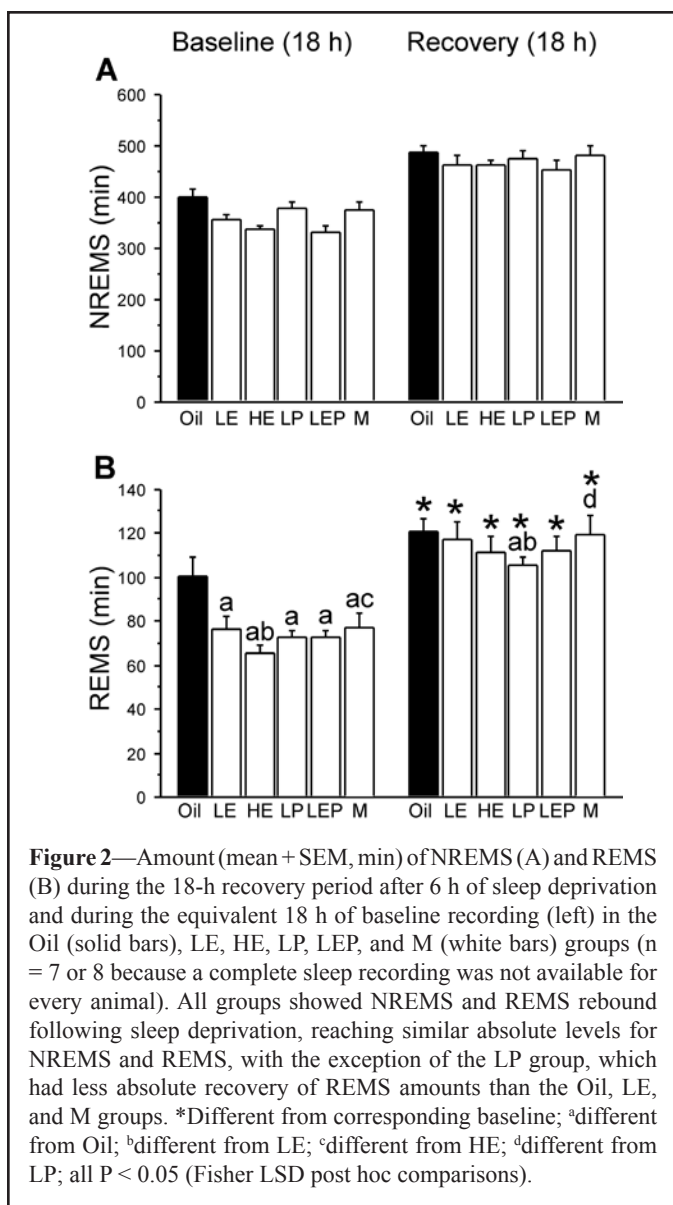 Baseline (18 h) Recovery (18 h)
A
600
500
400
300
200
100
0
NREMS (min)
Oil LE HE LP LEP M Oil LE HE LP LEP M
B
140
120
100
80
60
40
20
0
REMS (min)
a ab a a ac
* * * * * *
ab d
Oil LE HE LP LEP M Oil LE HE LP LEP M
Figure 2—Amount (mean + SEM, min) of NREMS (A) and REMS
(B) during the 18-h recovery period after 6 h of sleep deprivation
and during the equivalent 18 h of baseline recording (left) in the
Oil (solid bars), LE, HE, LP, LEP, and M (white bars) groups (n
= 7 or 8 because a complete sleep recording was not available for
every animal). All groups showed NREMS and REMS rebound
following sleep deprivation, reaching similar absolute levels for
NREMS and REMS, with the exception of the LP group, which
had less absolute recovery of REMS amounts than the Oil, LE,
and M groups. *Different from corresponding baseline; ᵃdifferent
from Oil; ᵇdifferent from LE; ᶜdifferent from HE; ᵈdifferent from
LP; all P < 0.05 (Fisher LSD post hoc comparisons).